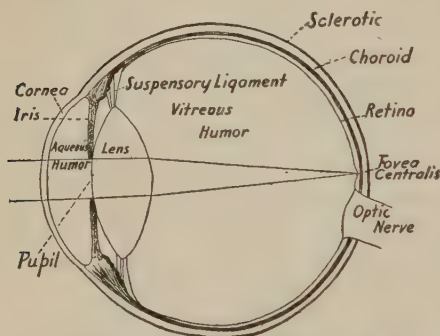 Sclerotic
Choroid
Suspensory Ligament
Cornea
Vitreous
Retina
Iris
Humor
Aqueous
Lens
Humor
Fovea
Centralis
Optic
Nerve
Pupil